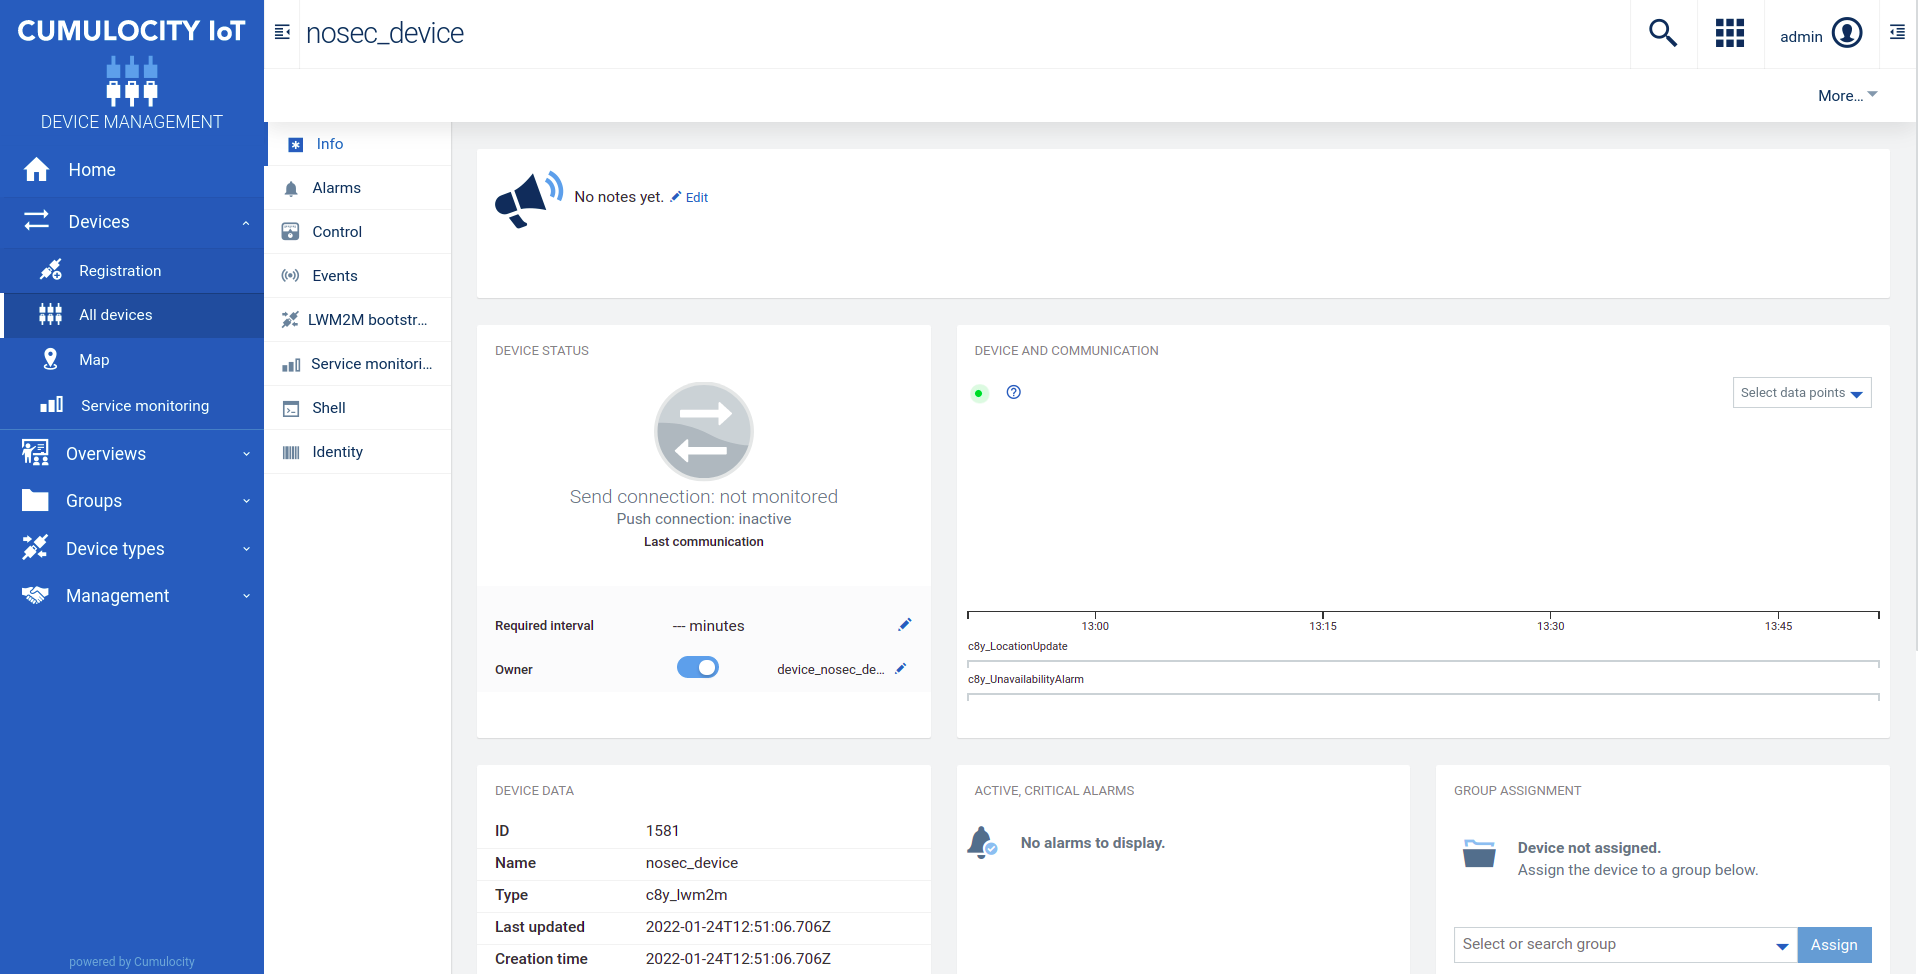 CUMULOCITY IoT
DEVICE MANAGEMENT
Home
Devices
Registration
All devices
Map
Service monitoring
Overviews
Groups
Device types
Management
powered by Cumulocity
nosec_device
admin
More...
Info
Alarms
Control
Events
LWM2M bootstr...
Service monitori...
Shell
Identity
No notes yet. Edit
DEVICE STATUS
Send connection: not monitored
Push connection: inactive
Last communication
Required interval --- minutes
Owner device_nosec_de...
DEVICE AND COMMUNICATION
Select data points
13:00 13:15 13:30 13:45
c8y_LocationUpdate
c8y_UnavailabilityAlarm
DEVICE DATA
ID 1581
Name nosec_device
Type c8y_lwm2m
Last updated 2022-01-24T12:51:06.706Z
Creation time 2022-01-24T12:51:06.706Z
ACTIVE, CRITICAL ALARMS
No alarms to display.
GROUP ASSIGNMENT
Device not assigned.
Assign the device to a group below.
Select or search group Assign